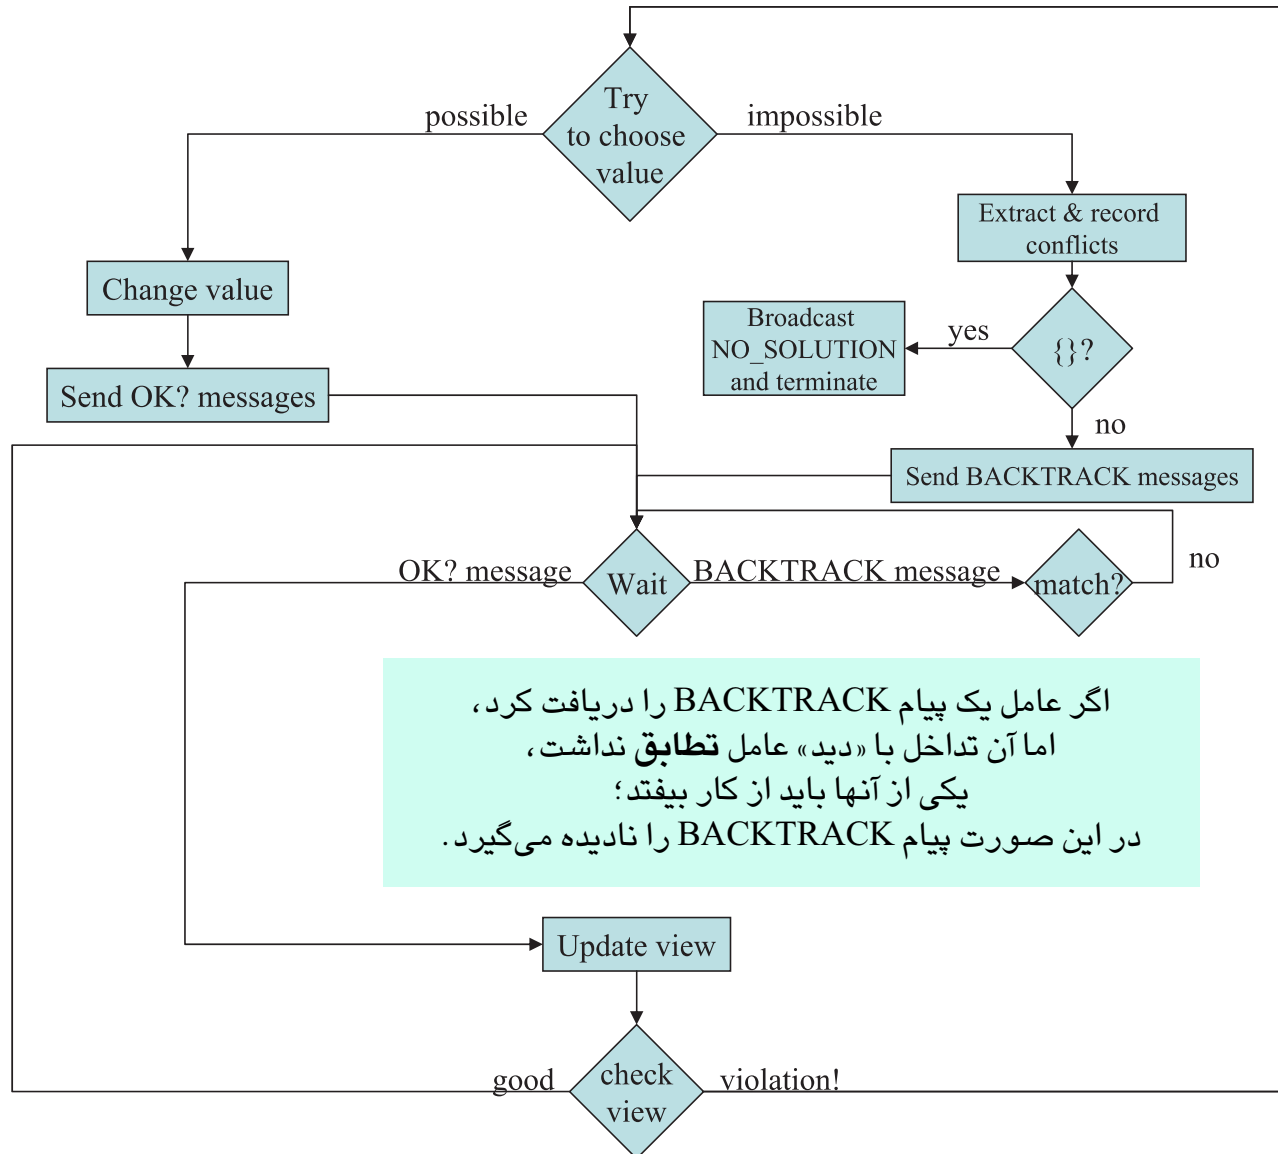 Try
to choose
value
possible
impossible
Extract & record
conflicts
Change value
Broadcast
NO_SOLUTION
and terminate
yes
{}?
Send OK? messages
no
Send BACKTRACK messages
OK? message
Wait
BACKTRACK message
match?
no
اگر عامل یک پیام BACKTRACK را دریافت کرد،
اما آن تداخل با «دید» عامل تطابق نداشت،
یکی از آنها باید از کار بیفتد؛
در این صورت پیام BACKTRACK را نادیده می‌گیرد.
Update view
good
check
view
violation!